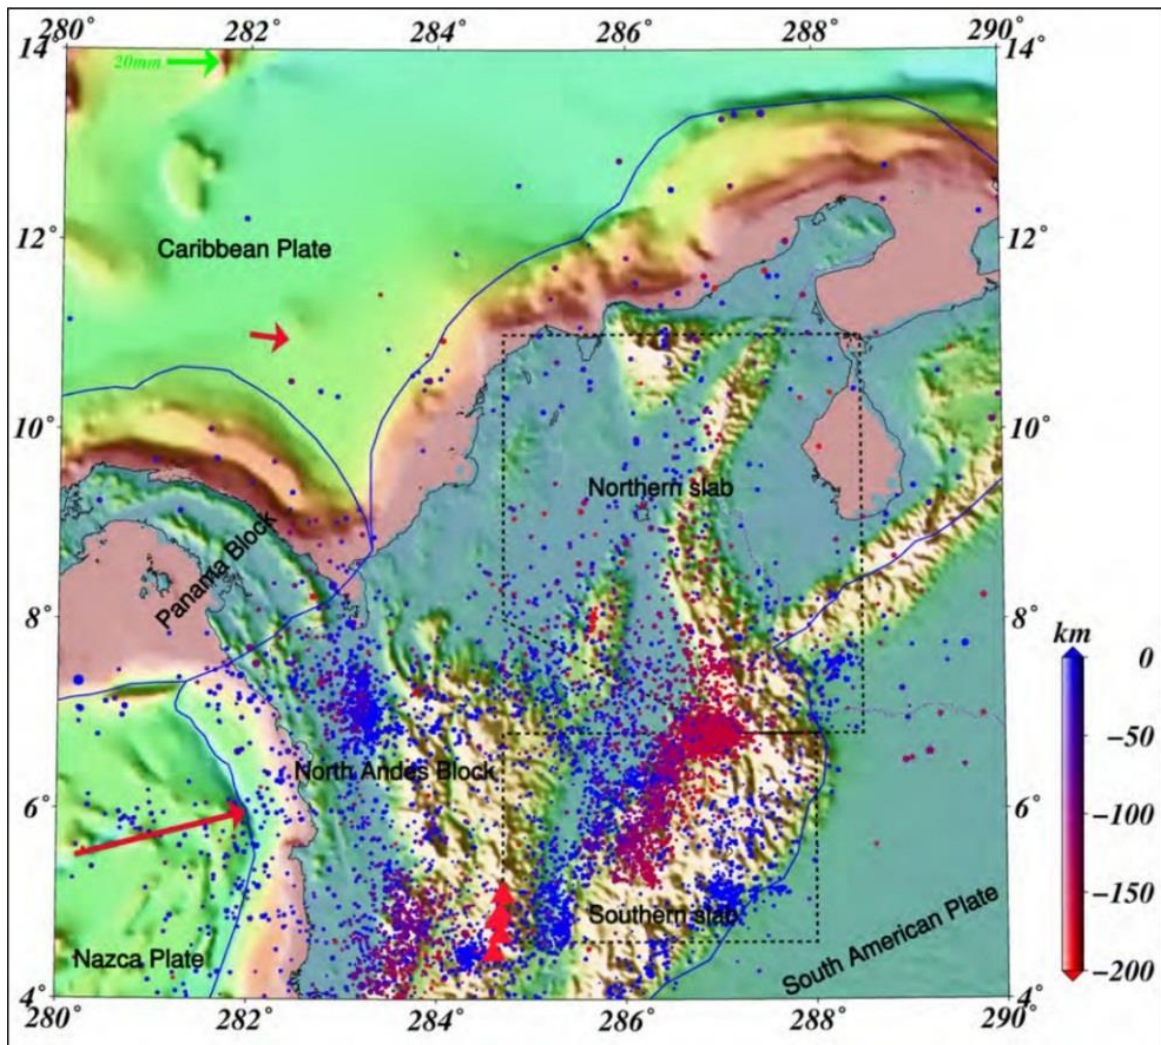 280 282° 284° 286° 288° 290°
14° 14°
20mm
Caribbean Plate
12° 12°
10° 10°
Northern slab
Panama Block
8° 8°
km
0
−50
−100
−150
−200
North Andes Block
6° 6°
Southern slab
South American Plate
Nazca Plate
4° 4°
280° 282° 284° 286° 288° 290°